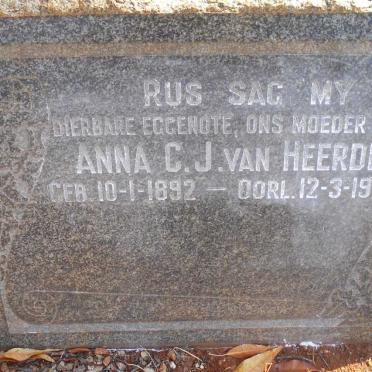 RUS SAG MY
DIERBARE EGGENOTE, ONS MOEDER
ANNA C.J. VAN HEERD
GEB. 10-1-1892 — OORL. 12-3-19